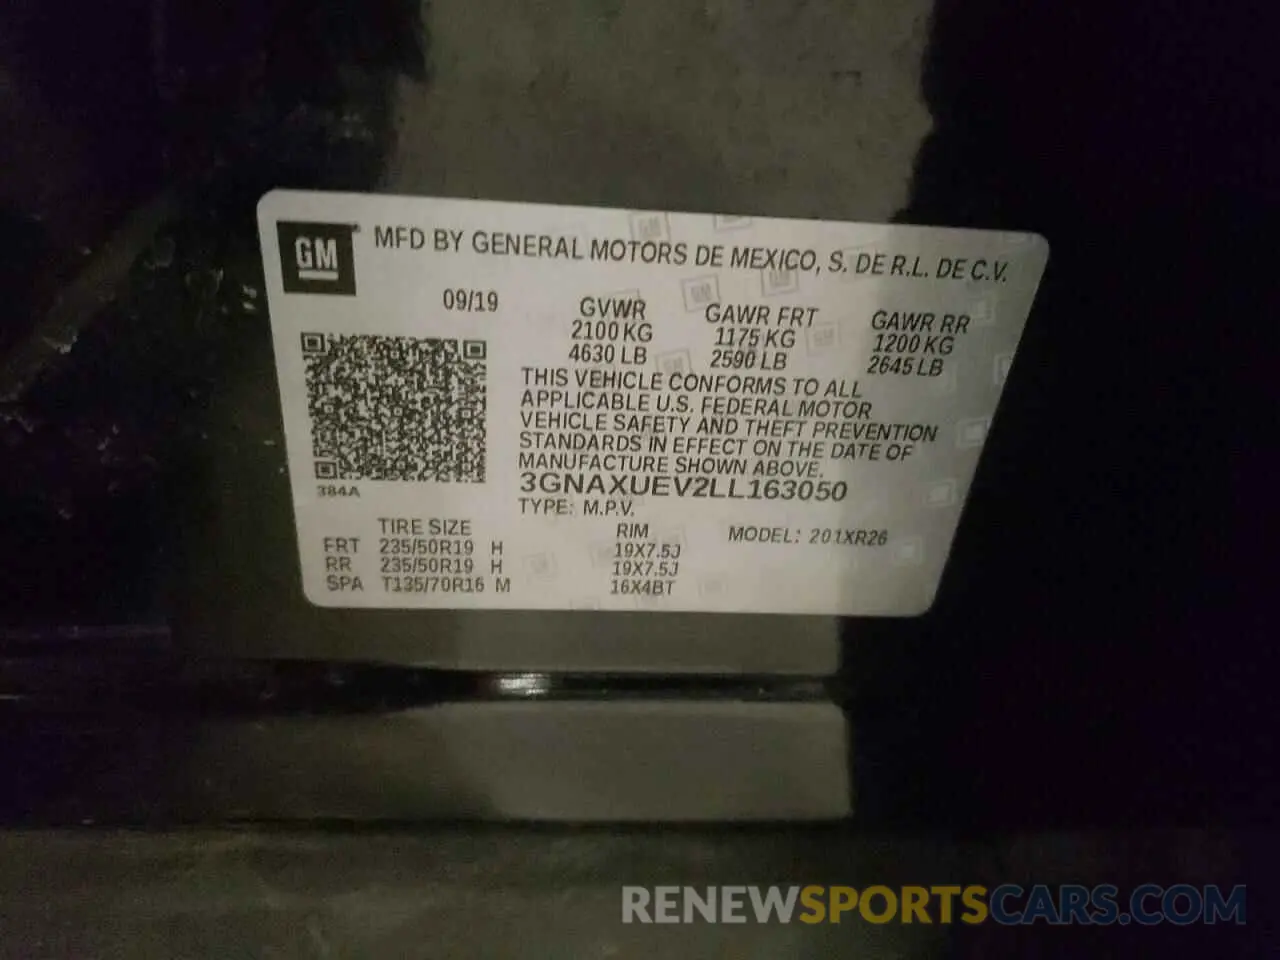 GM MFD BY GENERAL MOTORS DE MEXICO, S. DE R.L. DE C.V.
09/19 GVWR GAWR FRT GAWR RR
2100 KG 1175 KG 1200 KG
4630 LB 2590 LB 2645 LB
THIS VEHICLE CONFORMS TO ALL
APPLICABLE U.S. FEDERAL MOTOR
VEHICLE SAFETY AND THEFT PREVENTION
STANDARDS IN EFFECT ON THE DATE OF
MANUFACTURE SHOWN ABOVE.
3GNAXUEV2LL163050
384A
TYPE: M.P.V.
TIRE SIZE RIM MODEL: 201XR26
FRT 235/50R19 H 19X7.5J
RR 235/50R19 H 19X7.5J
SPA T135/70R16 M 16X4BT
RENEWSPORTSCARS.COM